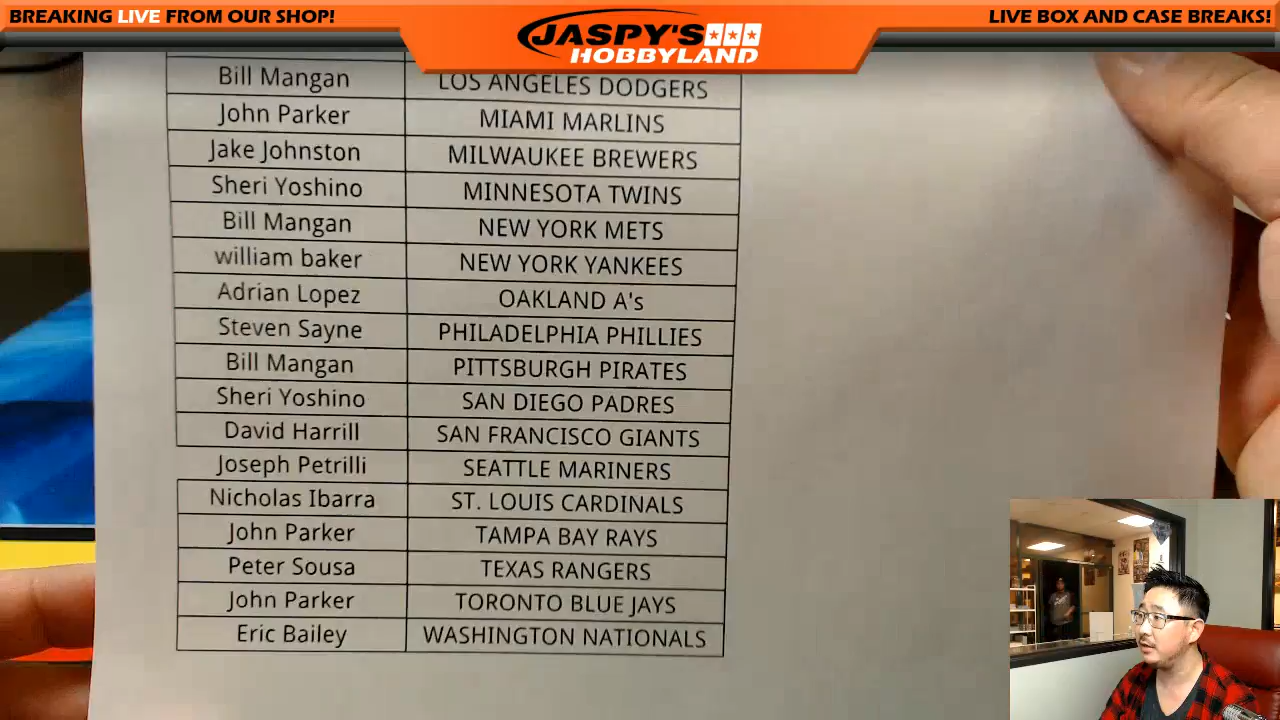 BREAKING LIVE FROM OUR SHOP!
JASPY'S
HOBBYLAND
LIVE BOX AND CASE BREAKS!
Bill Mangan LOS ANGELES DODGERS
John Parker MIAMI MARLINS
Jake Johnston MILWAUKEE BREWERS
Sheri Yoshino MINNESOTA TWINS
Bill Mangan NEW YORK METS
william baker NEW YORK YANKEES
Adrian Lopez OAKLAND A's
Steven Sayne PHILADELPHIA PHILLIES
Bill Mangan PITTSBURGH PIRATES
Sheri Yoshino SAN DIEGO PADRES
David Harrill SAN FRANCISCO GIANTS
Joseph Petrilli SEATTLE MARINERS
Nicholas Ibarra ST. LOUIS CARDINALS
John Parker TAMPA BAY RAYS
Peter Sousa TEXAS RANGERS
John Parker TORONTO BLUE JAYS
Eric Bailey WASHINGTON NATIONALS